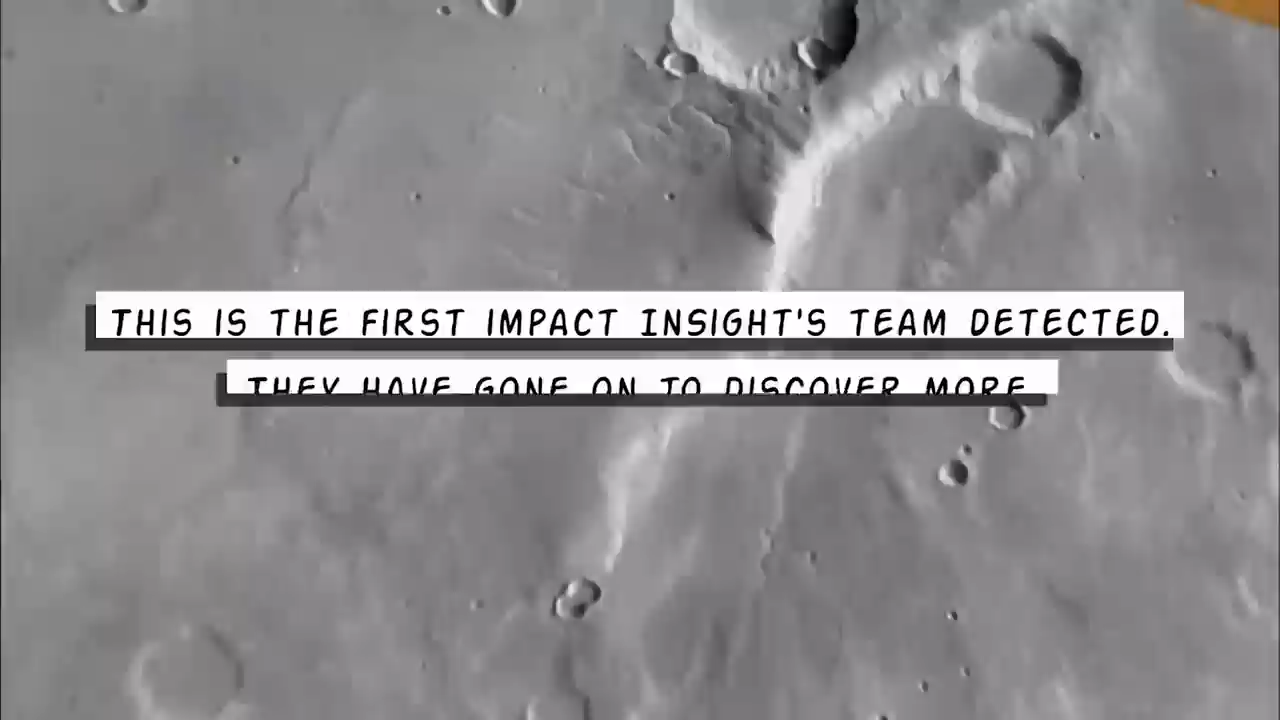 THIS IS THE FIRST IMPACT INSIGHT'S TEAM DETECTED.
THEY HAVE GONE ON TO DISCOVER MORE